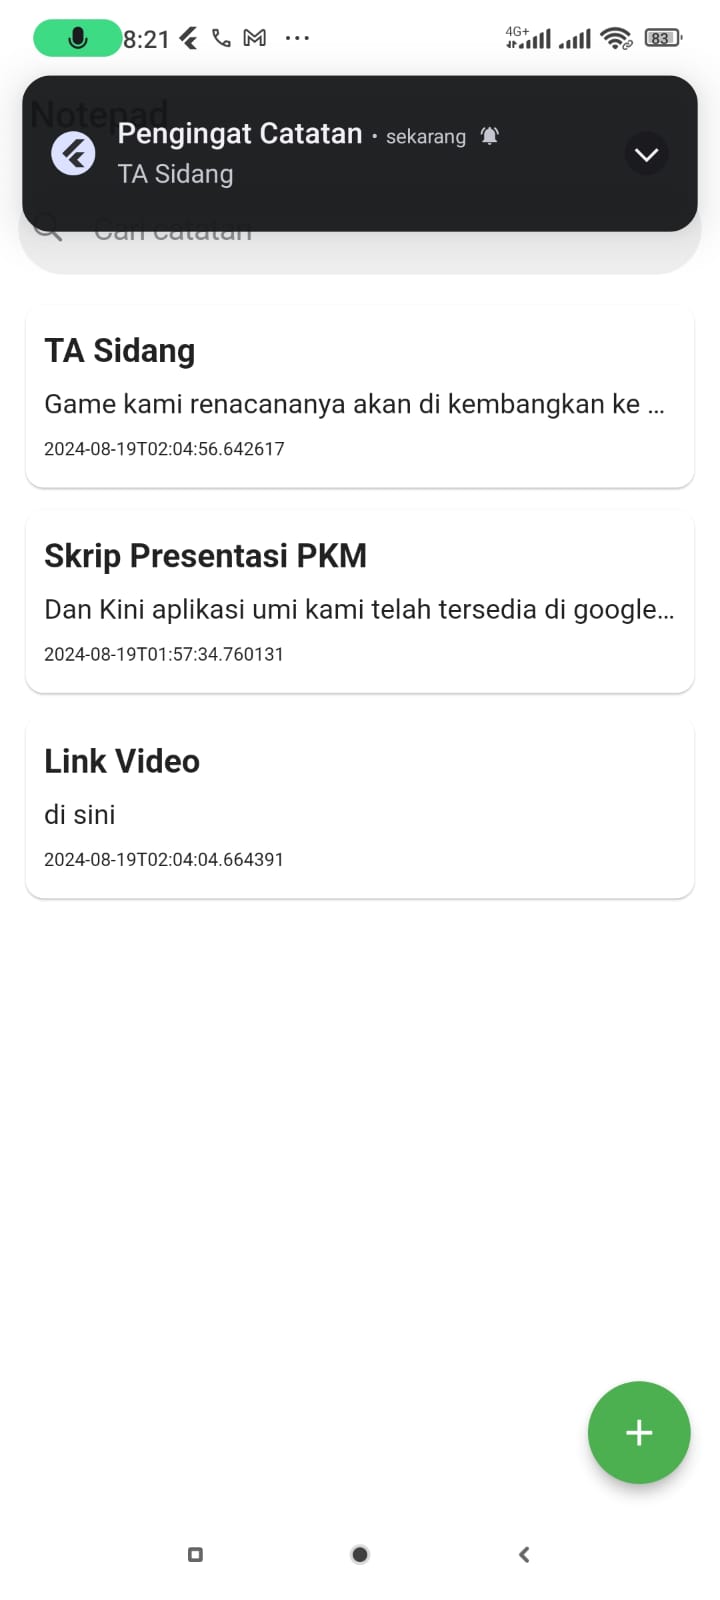 8:21
4G+
83
Notepad
Pengingat Catatan • sekarang
TA Sidang
Cari catatan
TA Sidang
Game kami renacananya akan di kembangkan ke ...
2024-08-19T02:04:56.642617
Skrip Presentasi PKM
Dan Kini aplikasi umi kami telah tersedia di google...
2024-08-19T01:57:34.760131
Link Video
di sini
2024-08-19T02:04:04.664391